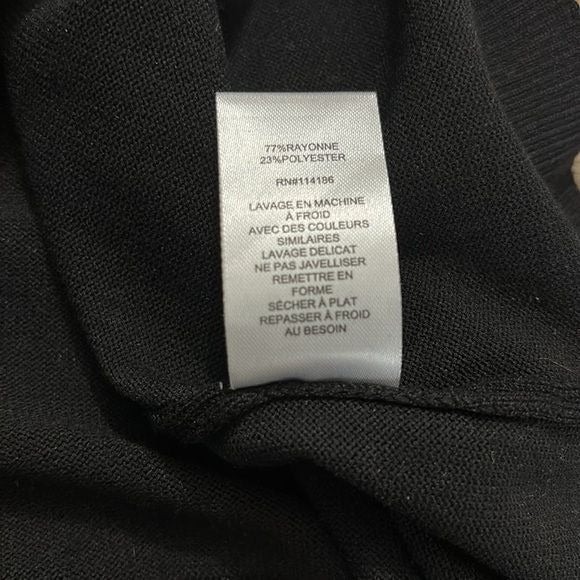 77%RAYONNE
23%POLYESTER
RN#114186
LAVAGE EN MACHINE
À FROID
AVEC DES COULEURS
SIMILAIRES
LAVAGE DELICAT
NE PAS JAVELLISER
REMETTRE EN
FORME
SÉCHER À PLAT
REPASSER À FROID
AU BESOIN